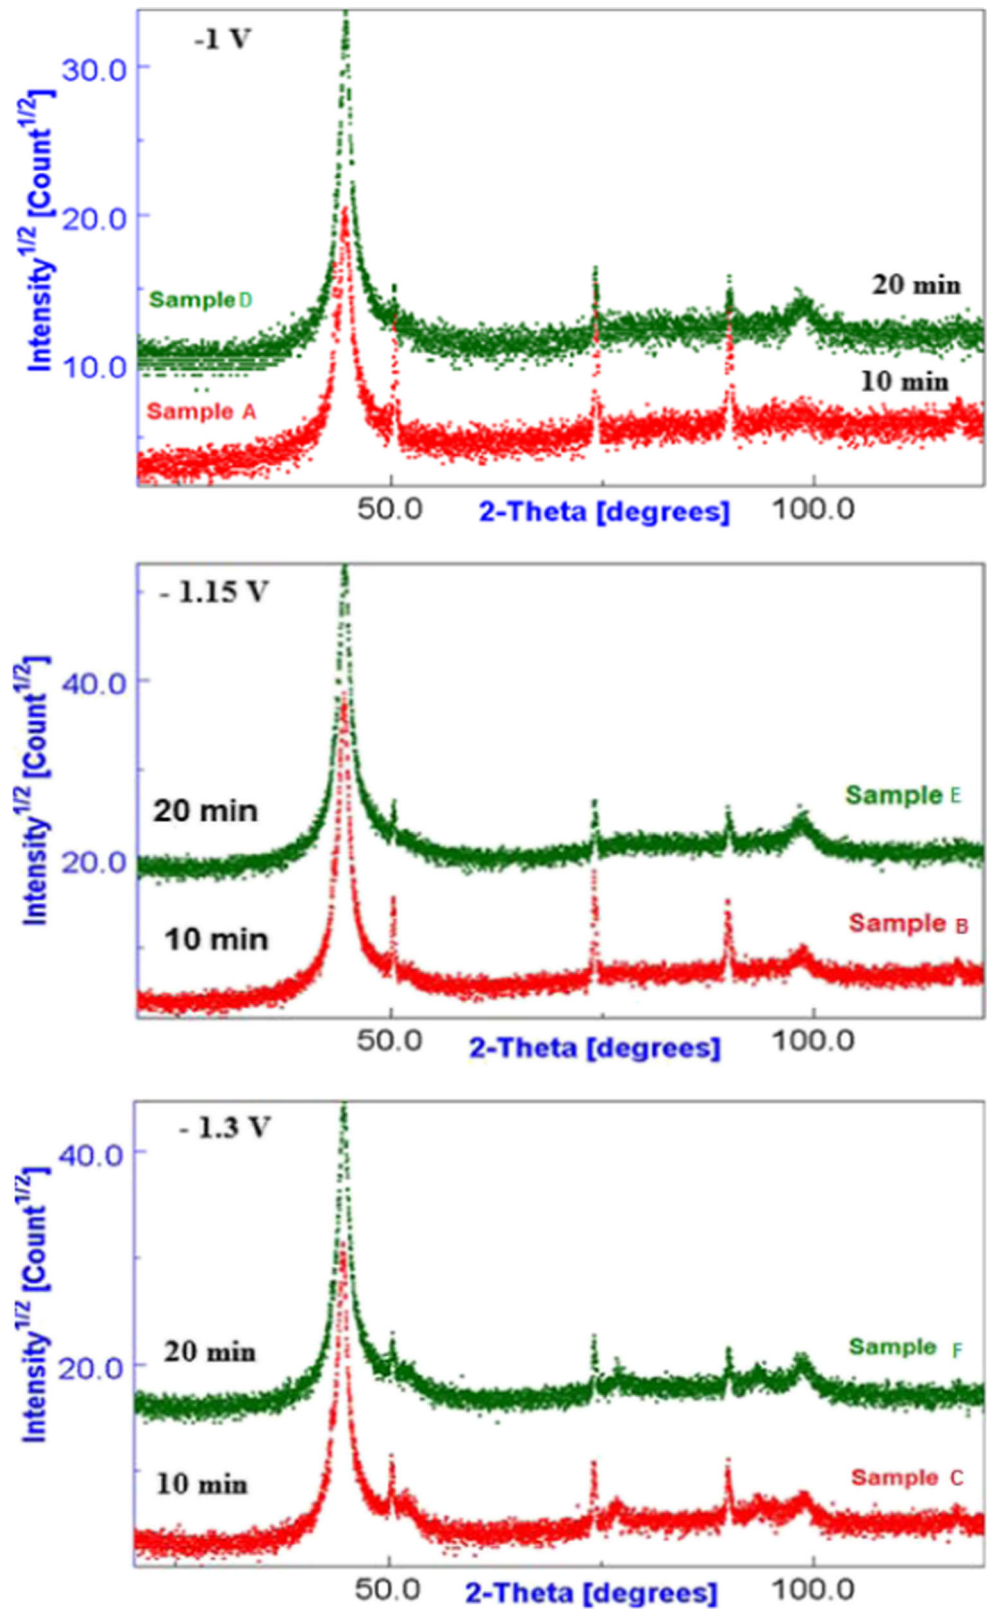 -1 V
30.0
20.0
10.0
Intensity1/2 [Count1/2]
Sample D
20 min
10 min
Sample A
50.0
2-Theta [degrees]
100.0
- 1.15 V
40.0
20.0
Intensity1/2 [Count1/2]
20 min
Sample E
10 min
Sample B
50.0
2-Theta [degrees]
100.0
- 1.3 V
40.0
20.0
Intensity1/2 [Count1/2]
20 min
Sample F
10 min
Sample C
50.0
2-Theta [degrees]
100.0